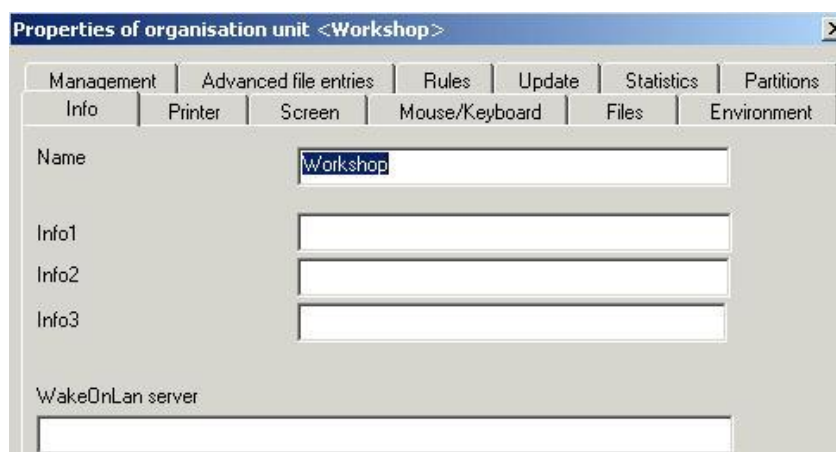 Properties of organisation unit <Workshop>
Management Advanced file entries Rules Update Statistics Partitions
Info Printer Screen Mouse/Keyboard Files Environment
Name Workshop
Info1
Info2
Info3
WakeOnLan server